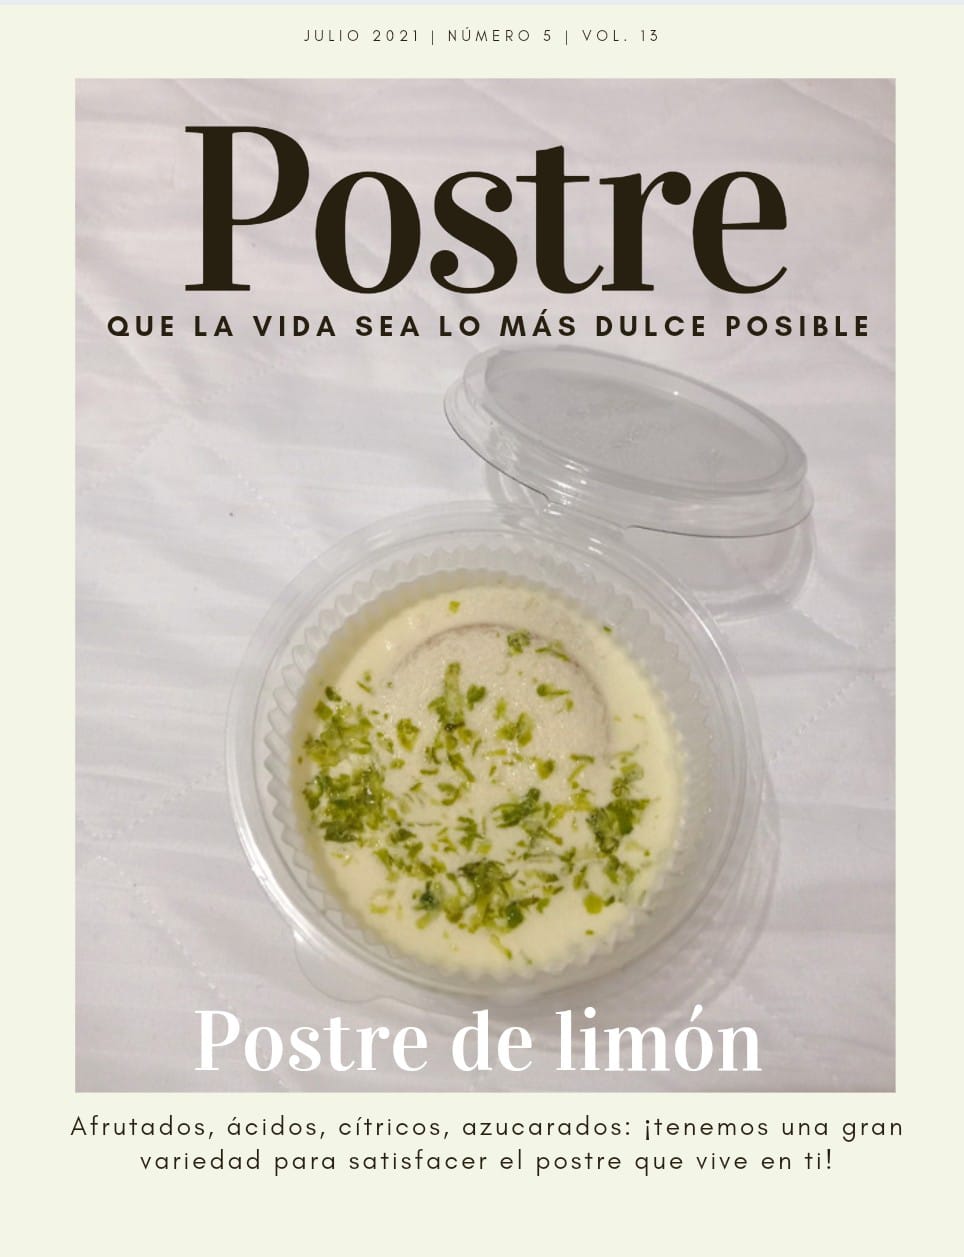 JULIO 2021 | NÚMERO 5 | VOL. 13
Postre
QUE LA VIDA SEA LO MÁS DULCE POSIBLE
Postre de limón
Afrutados, ácidos, cítricos, azucarados: ¡tenemos una gran
variedad para satisfacer el postre que vive en ti!